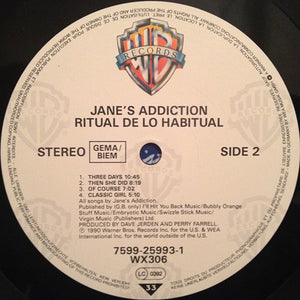 WB
RECORDS
JANE'S ADDICTION
RITUAL DE LO HABITUAL
STEREO
GEMA/
BIEM
SIDE 2
1. THREE DAYS 10:45
2. THEN SHE DID 8:19
3. OF COURSE 7:02
4. CLASSIC GIRL 5:10
All songs by Jane's Addiction.
Published by (G.B. only) I'll Hit You Back Music/Bubbly Orange
Stuff Music/Embryotic Music/Swizzle Stick Music/
Virgin Music (Publishers) Ltd.
Produced by DAVE JERDEN and PERRY FARRELL
℗ 1990 Warner Bros. Records Inc. for the U.S. & WEA
International Inc. for the world outside of the U.S.
7599-25993-1
WX306
LC 0392
33